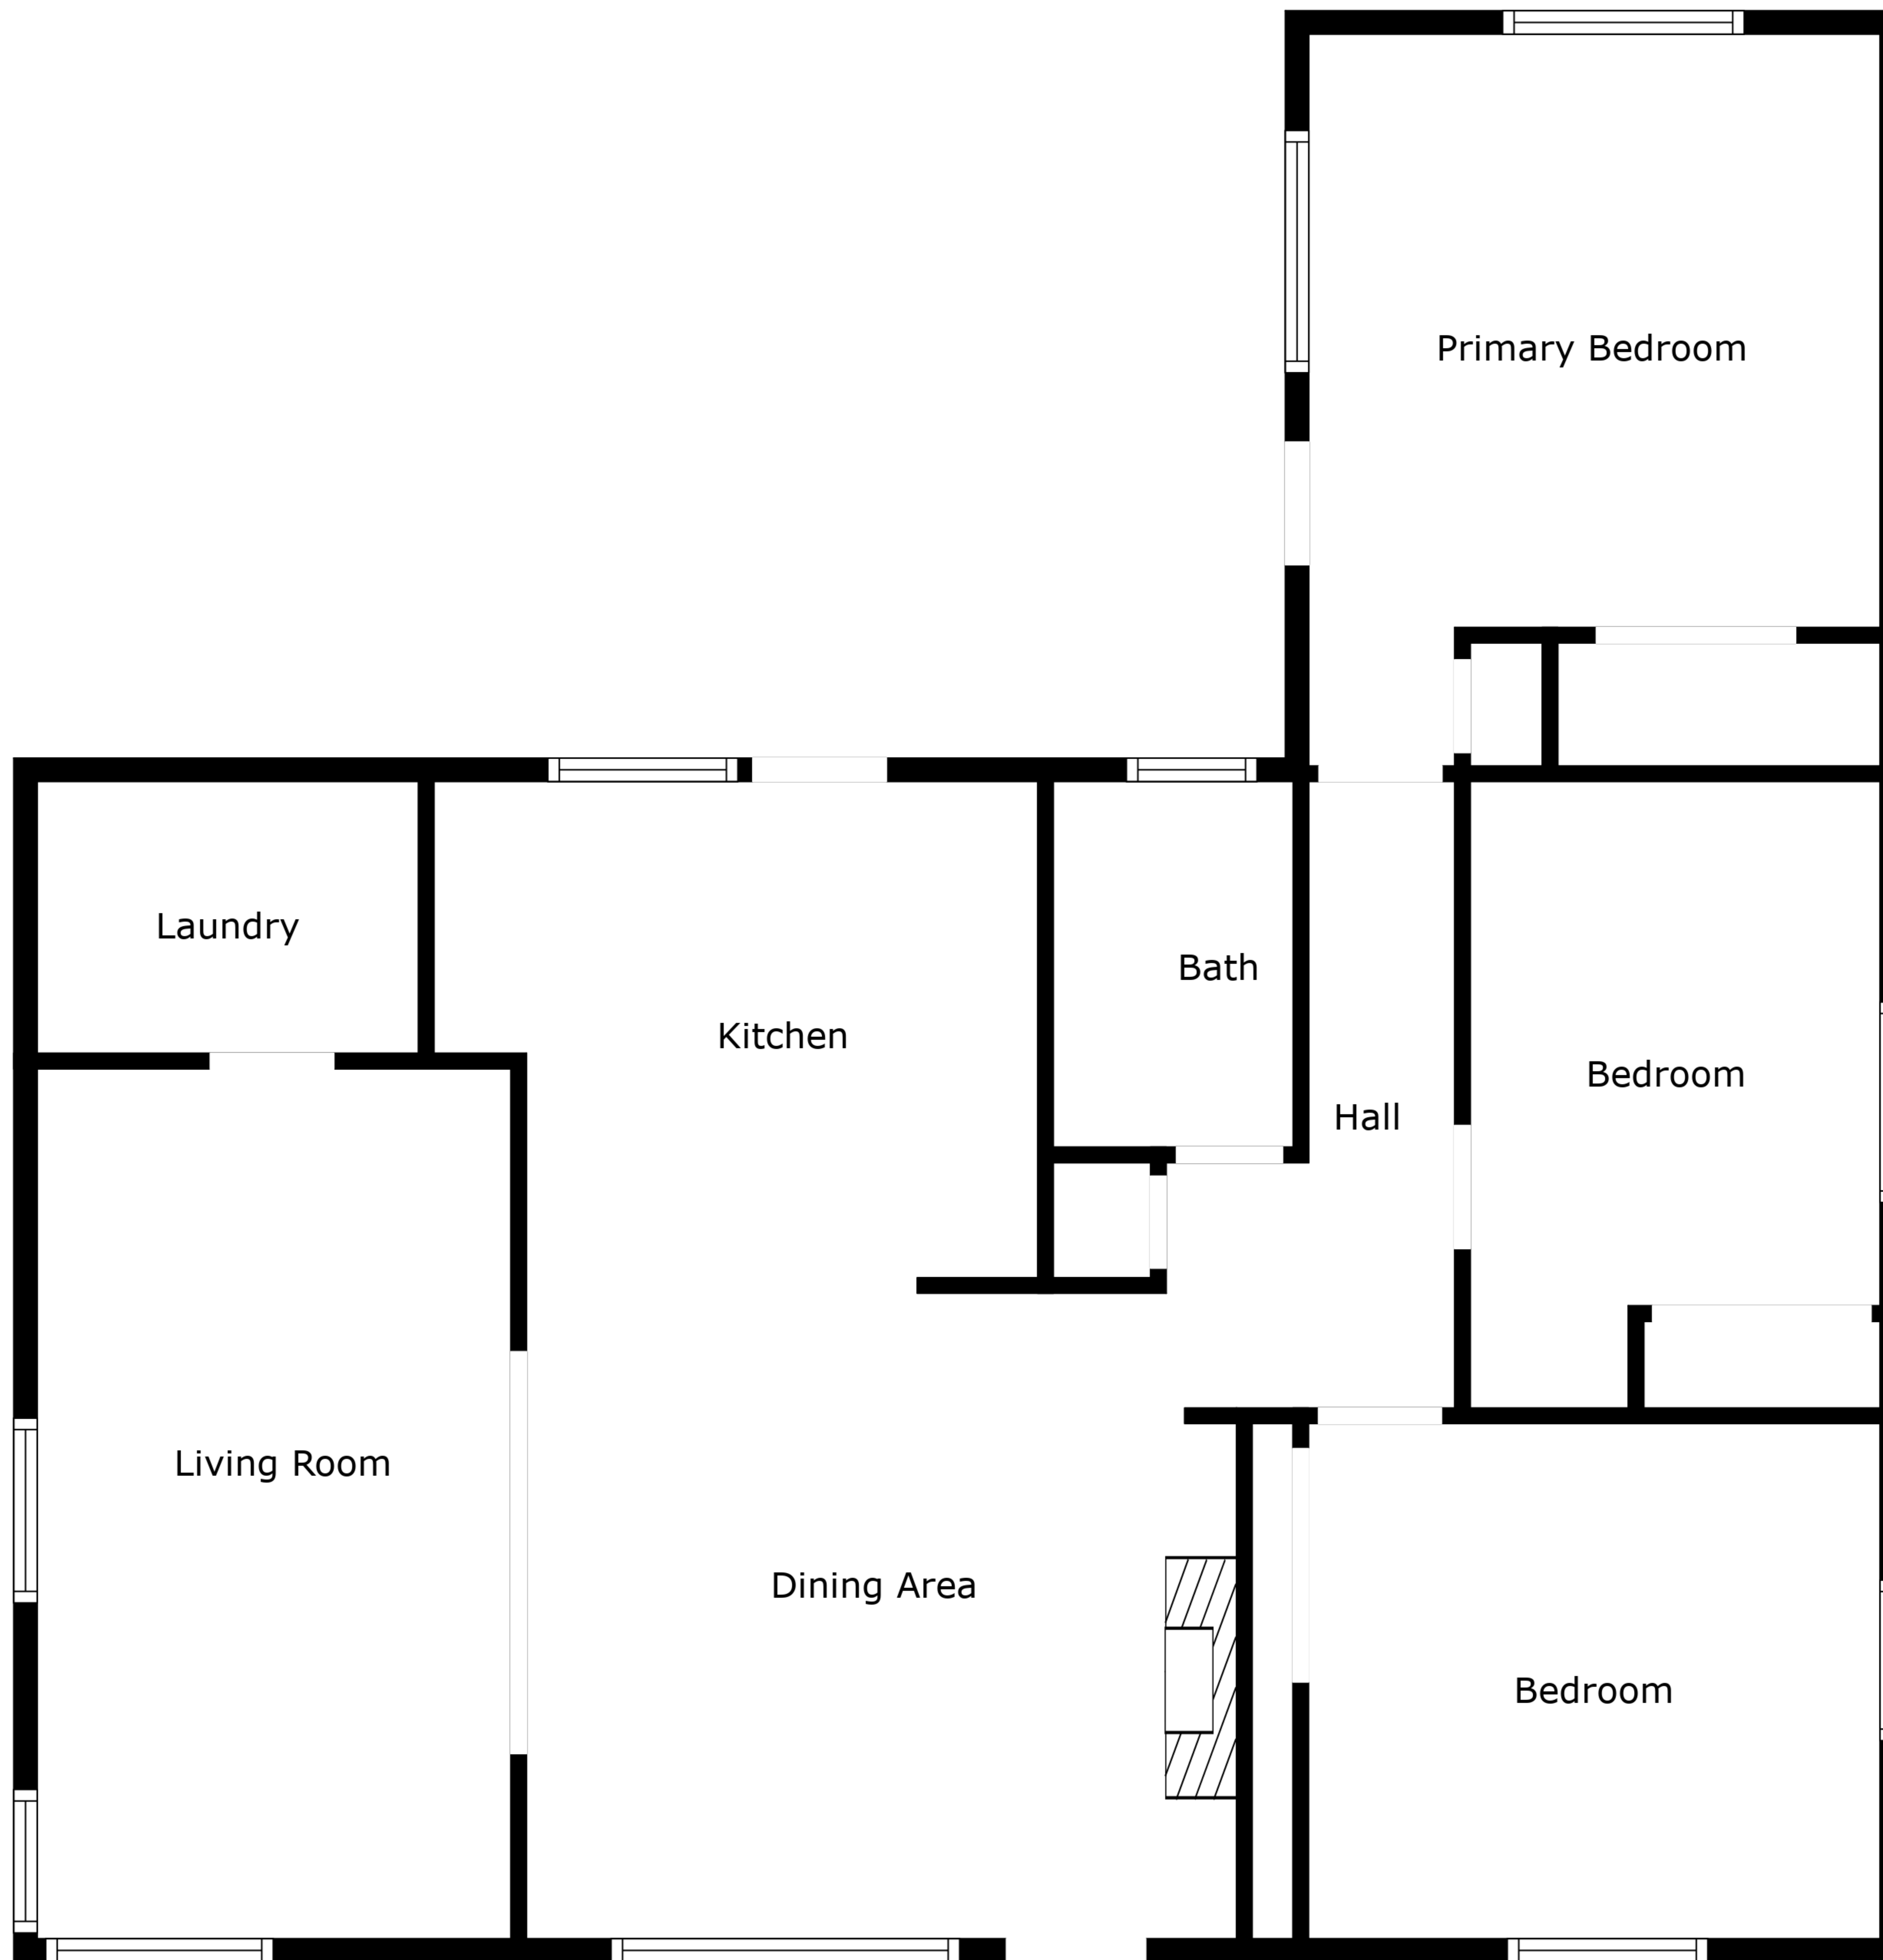 Primary Bedroom
Laundry
Bath
Kitchen
Bedroom
Hall
Living Room
Dining Area
Bedroom